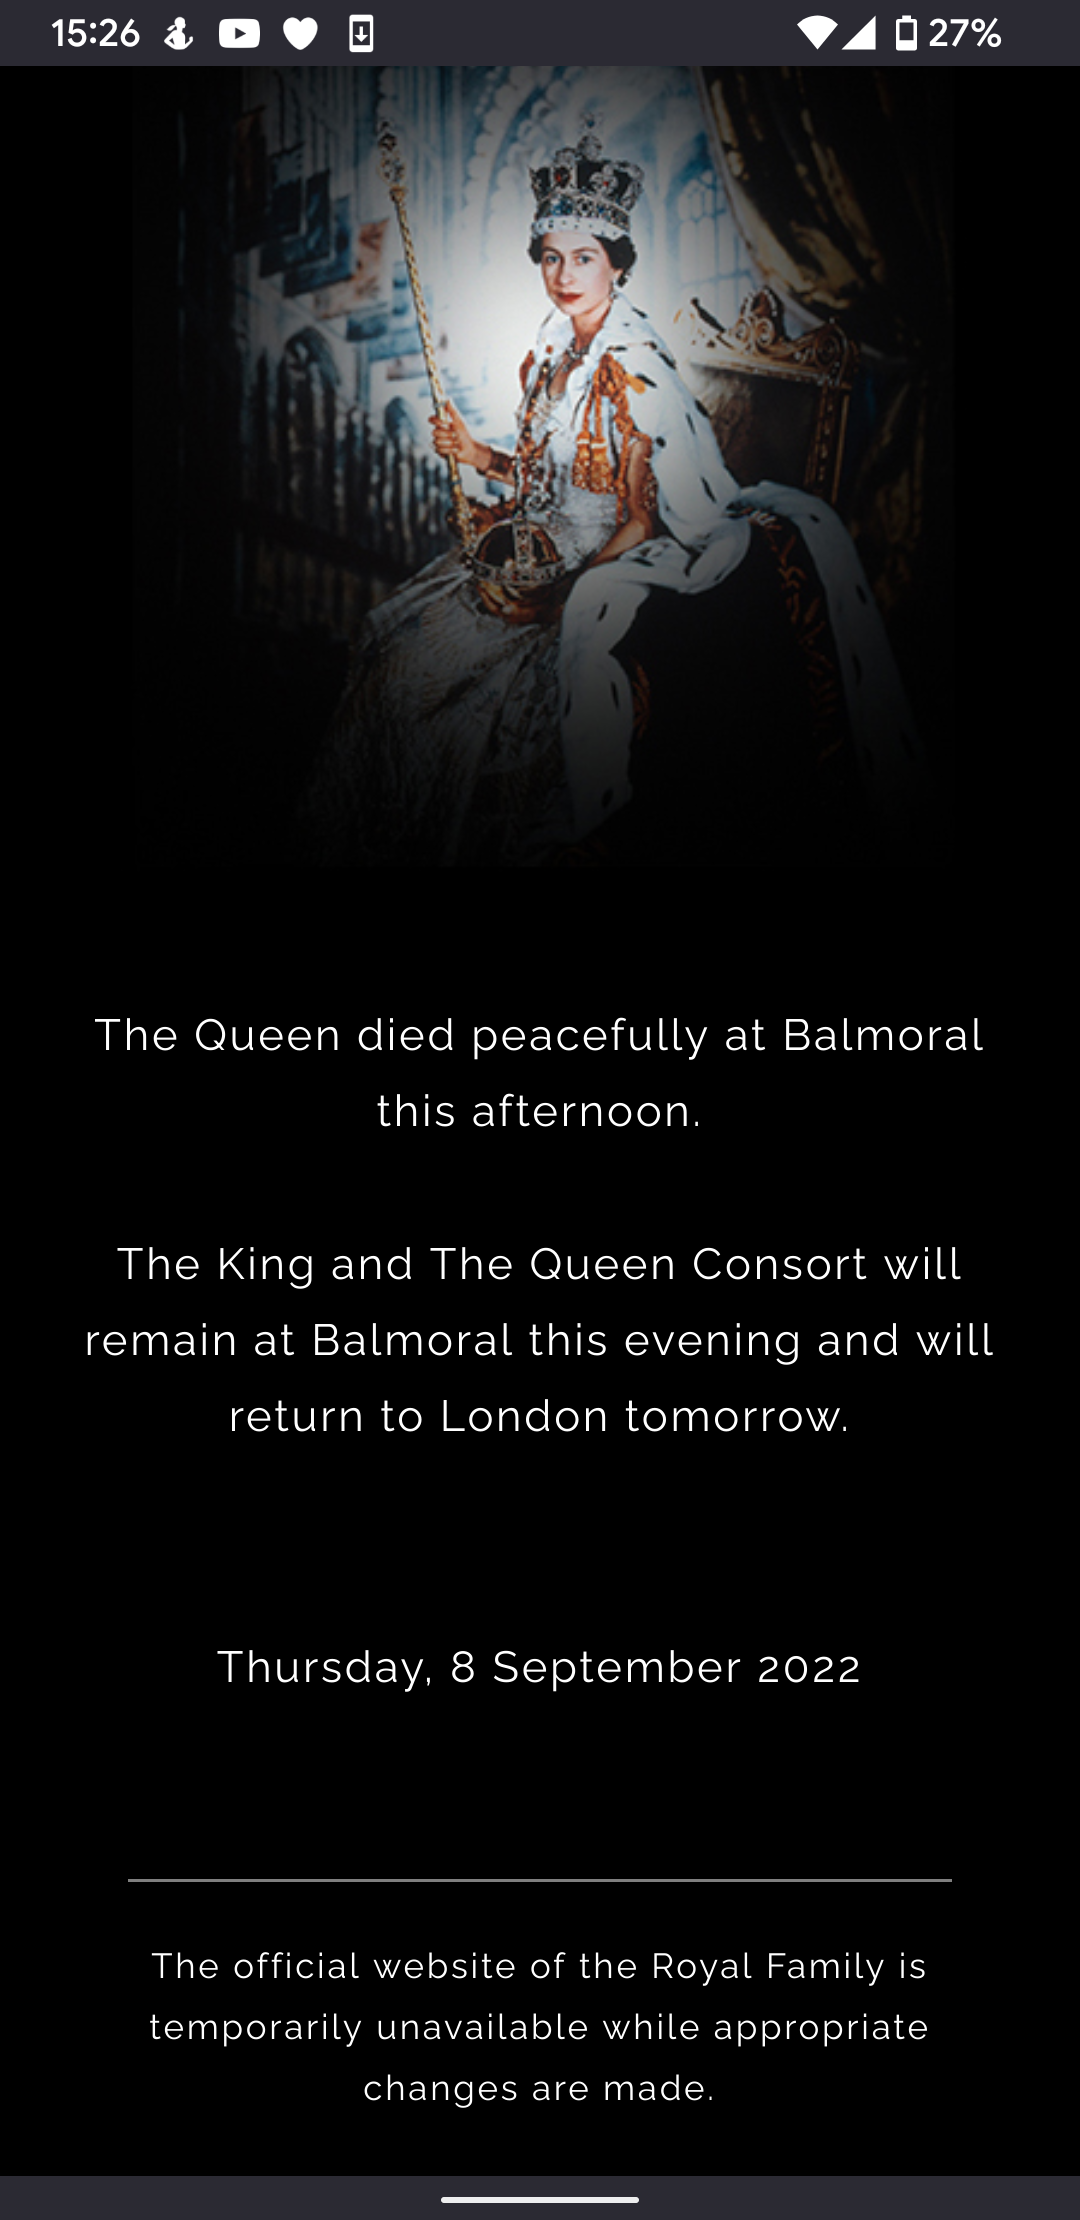 15:26
27%
The Queen died peacefully at Balmoral
this afternoon.
The King and The Queen Consort will
remain at Balmoral this evening and will
return to London tomorrow.
Thursday, 8 September 2022
The official website of the Royal Family is
temporarily unavailable while appropriate
changes are made.